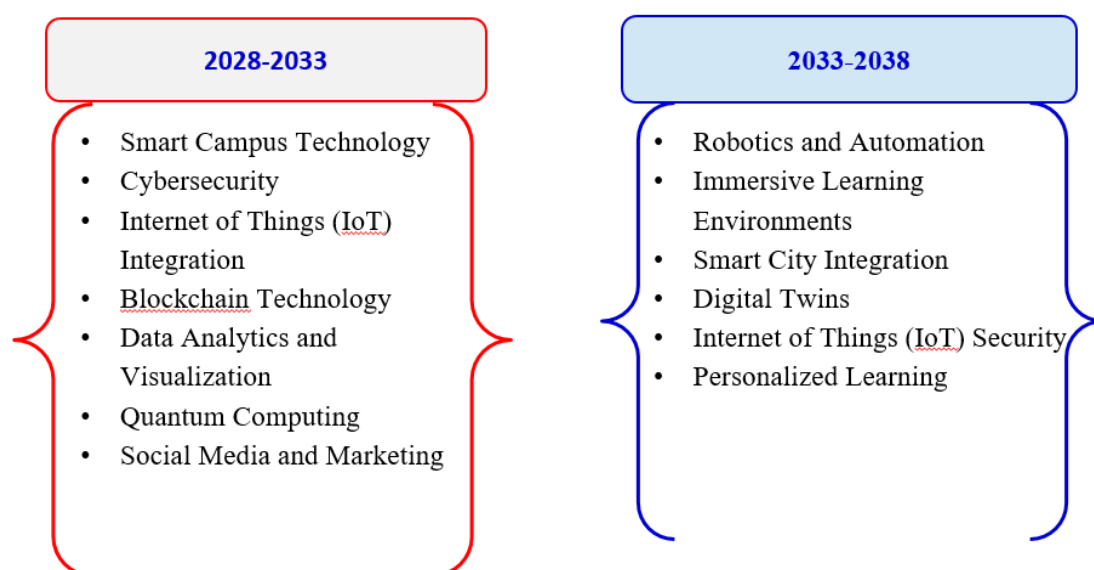 2028-2033
• Smart Campus Technology
• Cybersecurity
• Internet of Things (IoT)
Integration
• Blockchain Technology
• Data Analytics and
Visualization
• Quantum Computing
• Social Media and Marketing
2033-2038
• Robotics and Automation
• Immersive Learning
Environments
• Smart City Integration
• Digital Twins
• Internet of Things (IoT) Security
• Personalized Learning